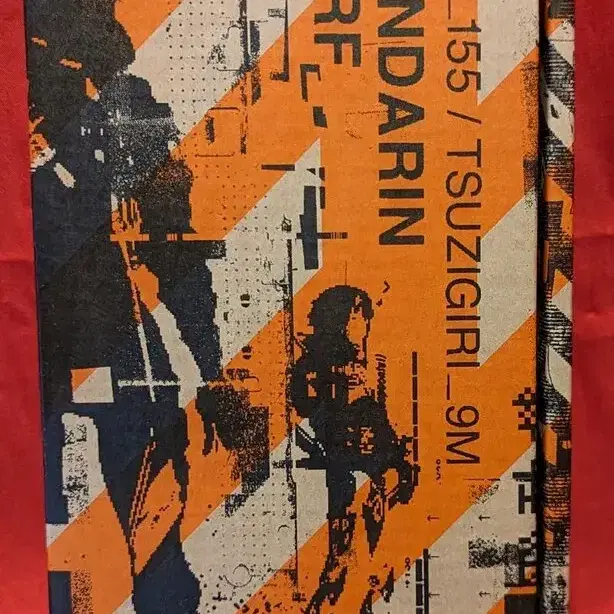 _155 / TSUZIGIRI_9M
NDARIN
RF